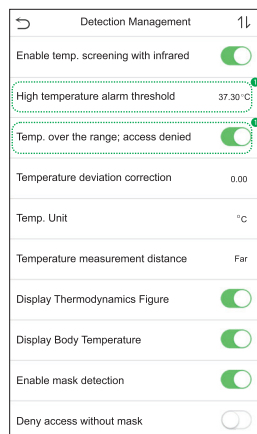 Detection Management
Enable temp. screening with infrared
1
High temperature alarm threshold 37.30°C
1
Temp. over the range; access denied
Temperature deviation correction 0.00
Temp. Unit °C
Temperature measurement distance Far
Display Thermodynamics Figure
Display Body Temperature
Enable mask detection
Deny access without mask